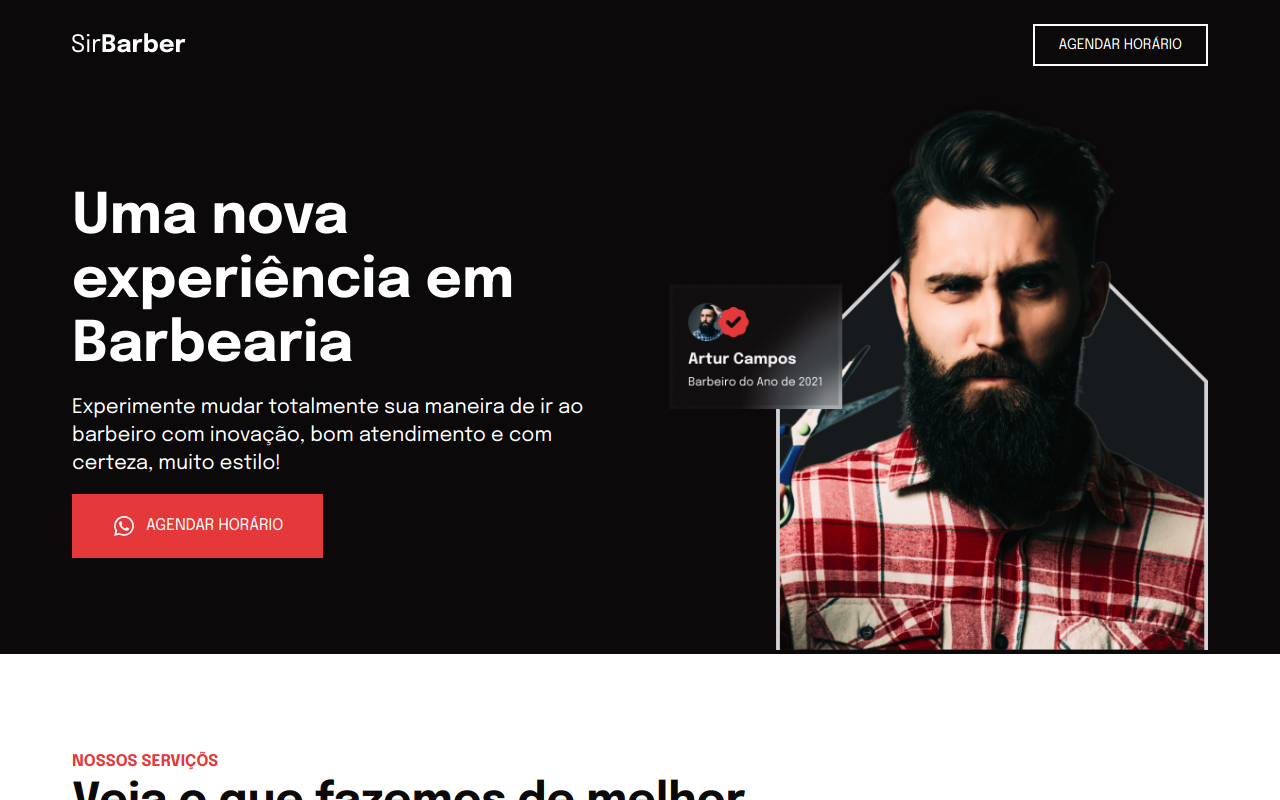 SirBarber
AGENDAR HORÁRIO
Uma nova
experiência em
Barbearia
Artur Campos
Barbeiro do Ano de 2021
Experimente mudar totalmente sua maneira de ir ao
barbeiro com inovação, bom atendimento e com
certeza, muito estilo!
AGENDAR HORÁRIO
NOSSOS SERVIÇÕS
Veja o que fazemos de melhor